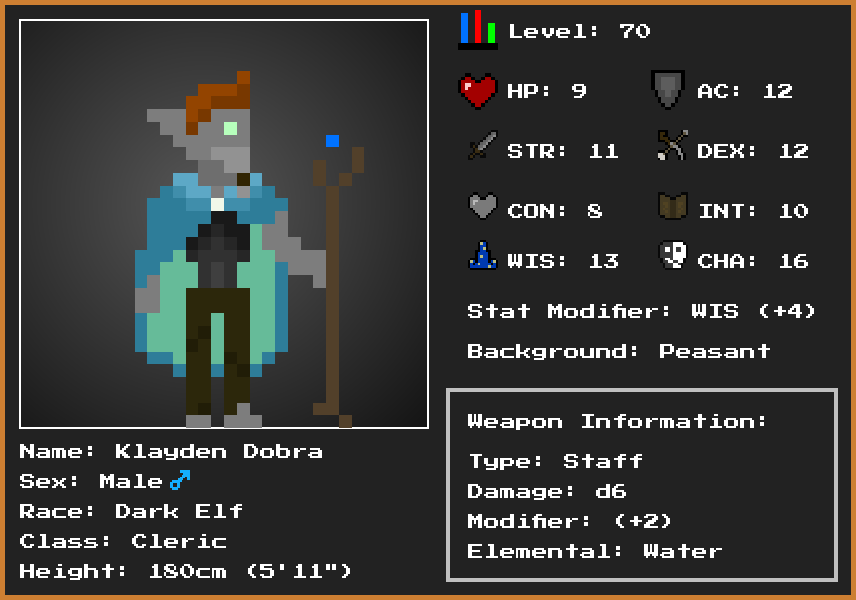 Level: 70
HP: 9 AC: 12
STR: 11 DEX: 12
CON: 8 INT: 10
WIS: 13 CHA: 16
Stat Modifier: WIS (+4)
Background: Peasant
Weapon Information:
Type: Staff
Damage: d6
Modifier: (+2)
Elemental: Water
Name: Klayden Dobra
Sex: Male ♂
Race: Dark Elf
Class: Cleric
Height: 180cm (5'11")